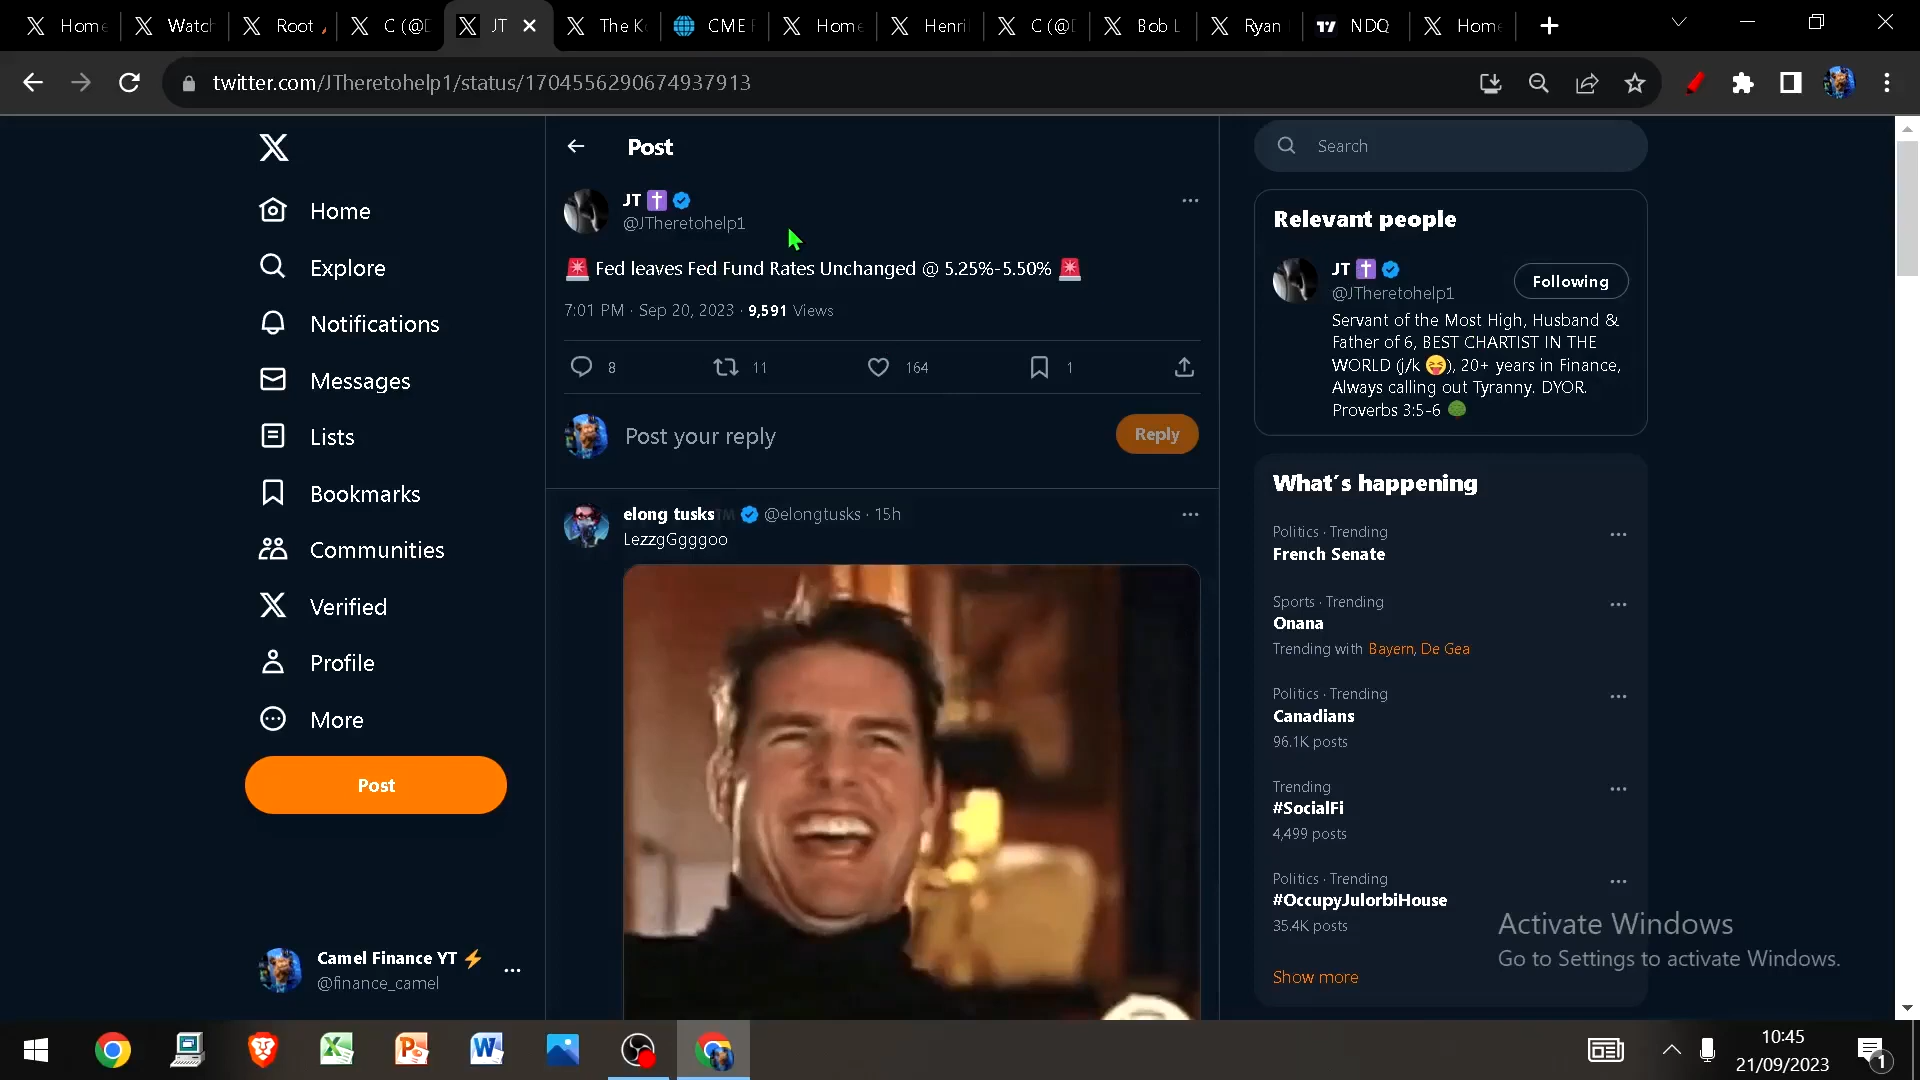 Home
Watch
Root
C (@D
JT
The K
CME F
Home
Henri
C (@D
Bob L
Ryan
NDQ
Home
twitter.com/JTheretohelp1/status/1704556290674937913
Post
Search
JT
@JTheretohelp1
Fed leaves Fed Fund Rates Unchanged @ 5.25%-5.50%
7:01 PM · Sep 20, 2023 · 9,591 Views
8 11 164 1
Post your reply
Reply
elong tusks™ @elongtusks · 15h
LezzgGgggoo
Home
Explore
Notifications
Messages
Lists
Bookmarks
Communities
Verified
Profile
More
Post
Camel Finance YT
@finance_camel
Relevant people
JT
@JTheretohelp1
Following
Servant of the Most High, Husband &
Father of 6, BEST CHARTIST IN THE
WORLD (j/k 😝), 20+ years in Finance,
Always calling out Tyranny. DYOR.
Proverbs 3:5-6
What's happening
Politics · Trending
French Senate
Sports · Trending
Onana
Trending with Bayern, De Gea
Politics · Trending
Canadians
96.1K posts
Trending
#SocialFi
4,499 posts
Politics · Trending
#OccupyJulorbiHouse
35.4K posts
Show more
Activate Windows
Go to Settings to activate Windows.
10:45
21/09/2023
1